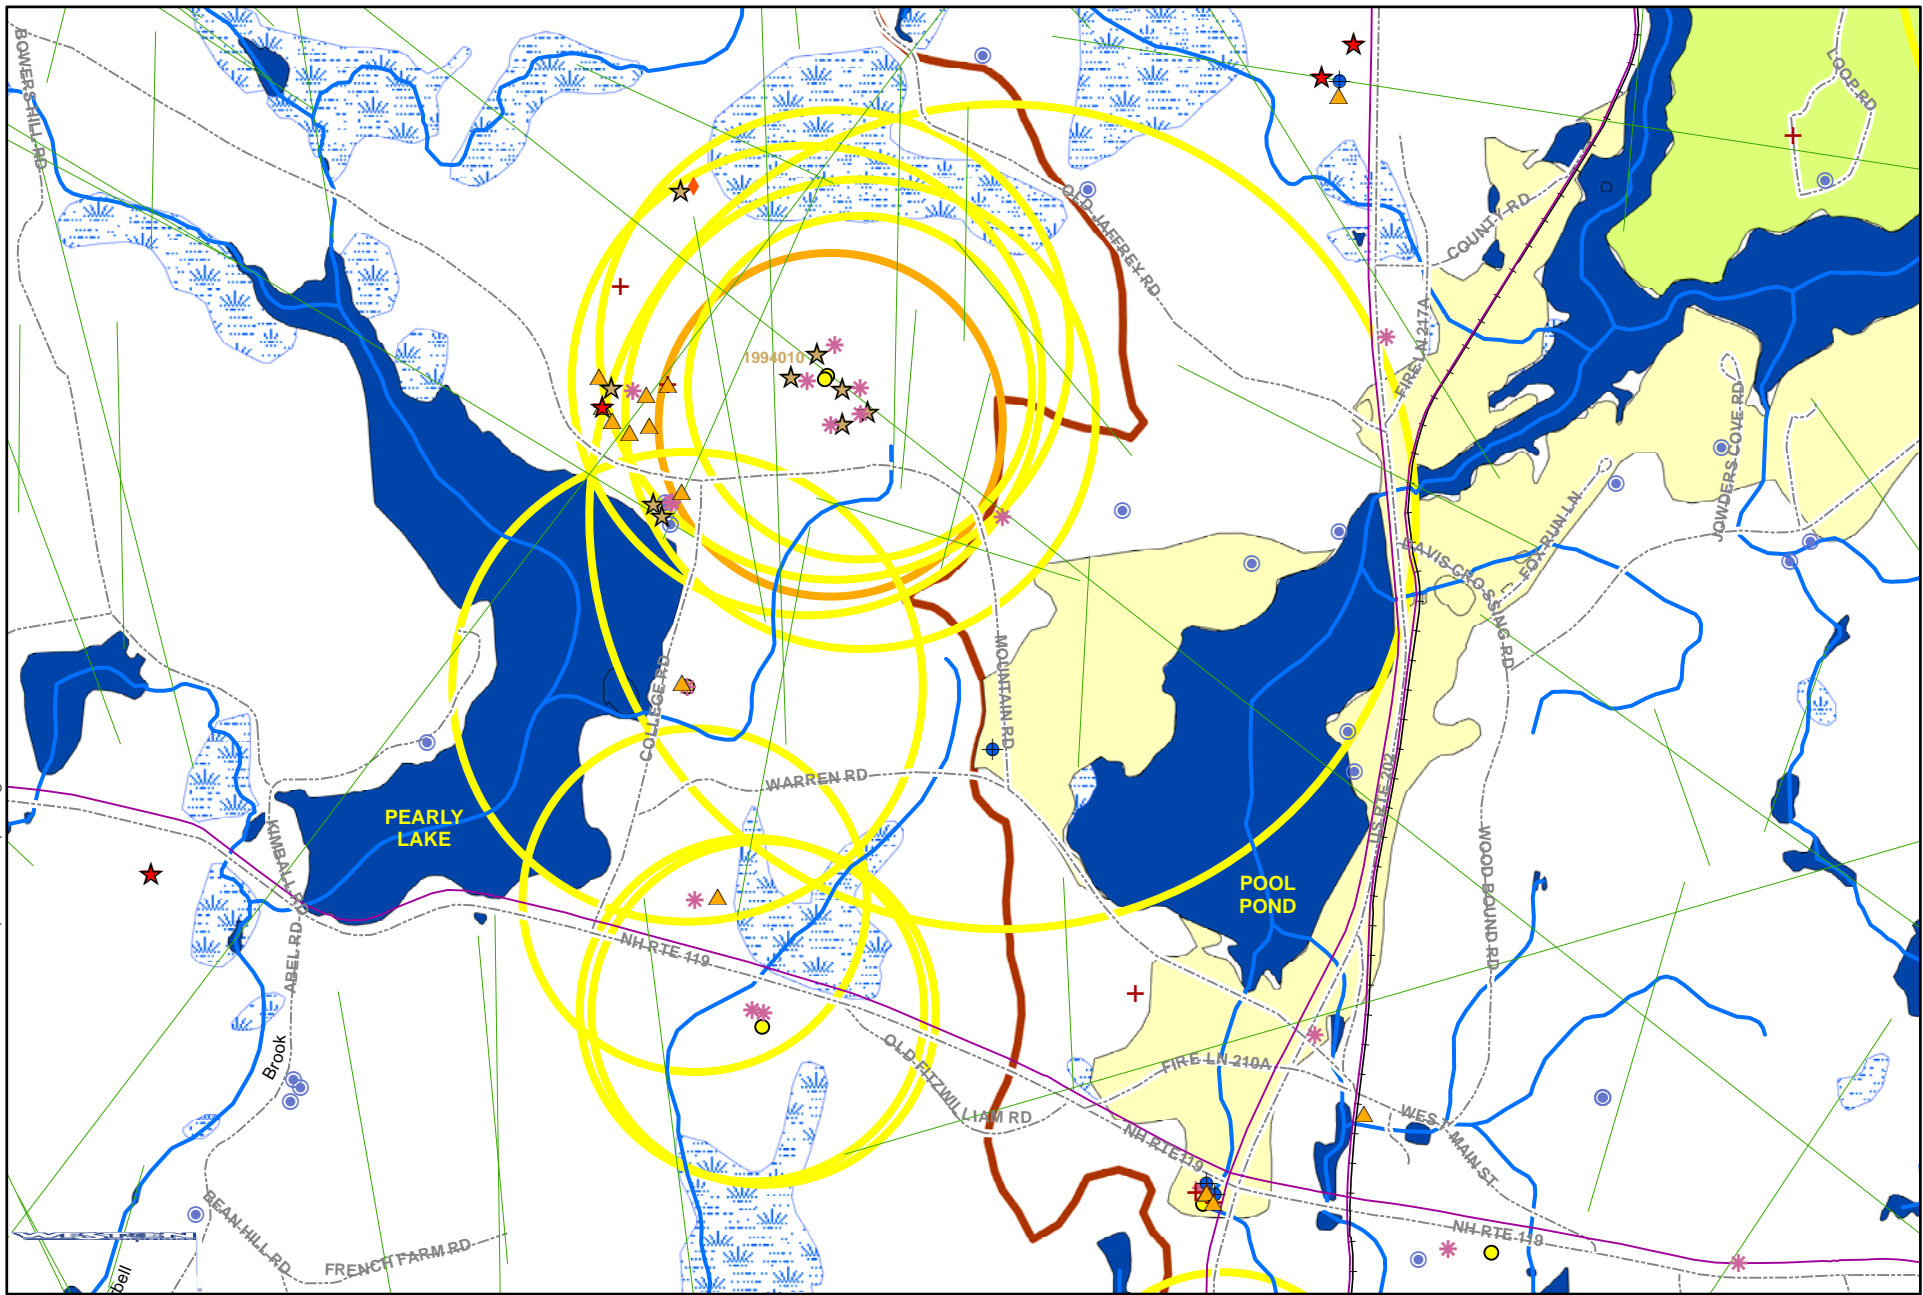 BOWERS HILL RD
LOOP RD
OLD JAFFREY RD
COUNTY RD
FIRE LN 217A
1994010
JOWDERS COVE RD
FOX RUN LN
DAVIS CROSSING RD
MOUNTAIN RD
COLLEGE RD
WARREN RD
US RTE 202
PEARLY
LAKE
KIMBALL RD
WOODBOUND RD
POOL
POND
ABEL RD
NH RTE 119
Brook
OLD FITZWILLIAM RD
FIRE LN 210A
WEST MAIN ST
NH RTE 119
BEAN HILL RD
FRENCH FARM RD
NH RTE 119
bell